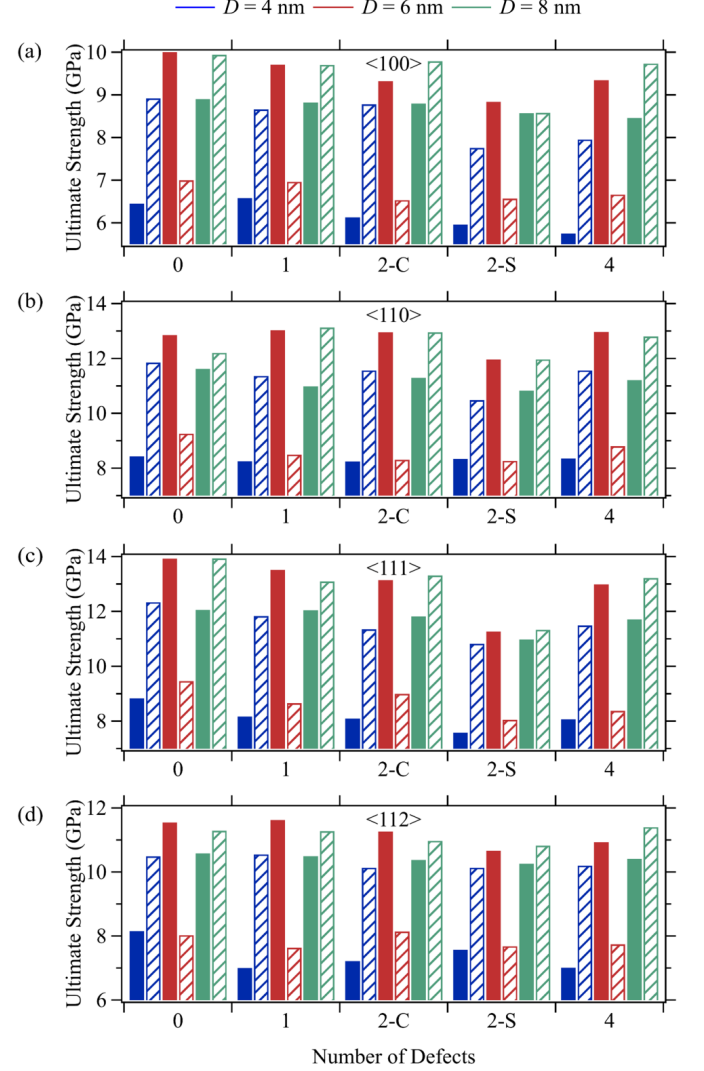 D = 4 nm D = 6 nm D = 8 nm
(a)
Ultimate Strength (GPa)
10
9
8
7
6
<100>
0 1 2-C 2-S 4
(b)
Ultimate Strength (GPa)
14
12
10
8
<110>
0 1 2-C 2-S 4
(c)
Ultimate Strength (GPa)
14
12
10
8
<111>
0 1 2-C 2-S 4
(d)
Ultimate Strength (GPa)
12
10
8
6
<112>
0 1 2-C 2-S 4
Number of Defects